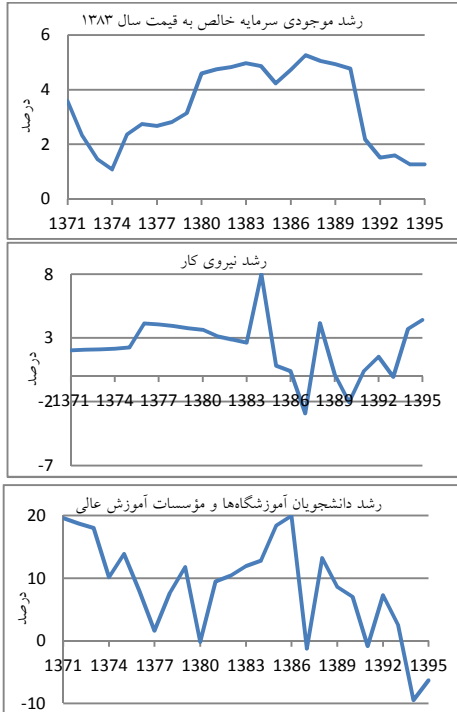 رشد موجودی سرمایه خالص به قیمت سال ۱۳۸۳
درصد
6
4
2
0
1371 1374 1377 1380 1383 1386 1389 1392 1395
رشد نیروی کار
درصد
8
3
-2
-7
1371 1374 1377 1380 1383 1386 1389 1392 1395
رشد دانشجویان آموزشگاه‌ها و مؤسسات آموزش عالی
درصد
20
10
0
-10
1371 1374 1377 1380 1383 1386 1389 1392 1395